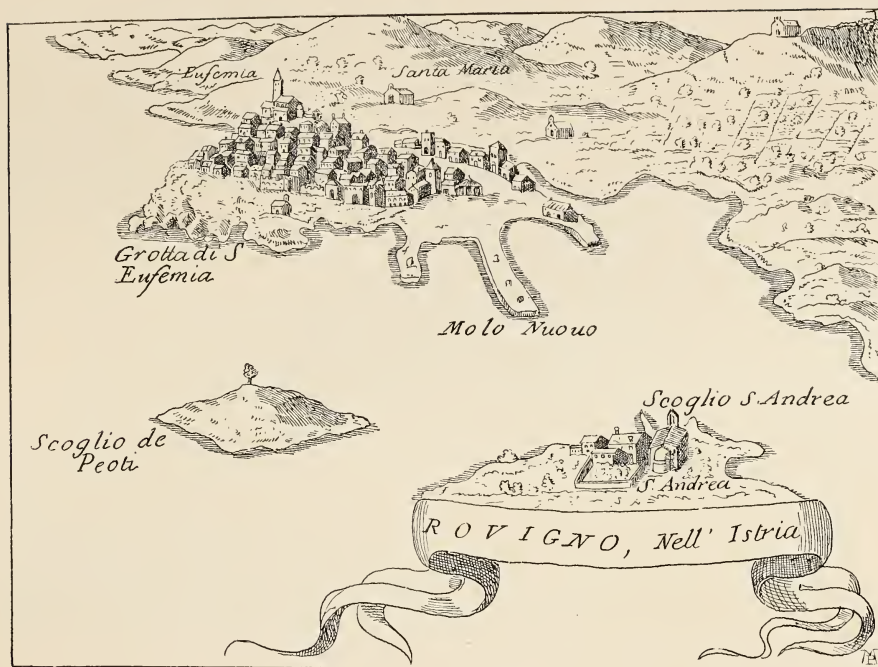 Eufemia
Santa Maria
Grotta di S
Eufemia
Molo Nuouo
Scoglio de
Peoti
Scoglio S. Andrea
S. Andrea
ROVIGNO, Nell' Istria